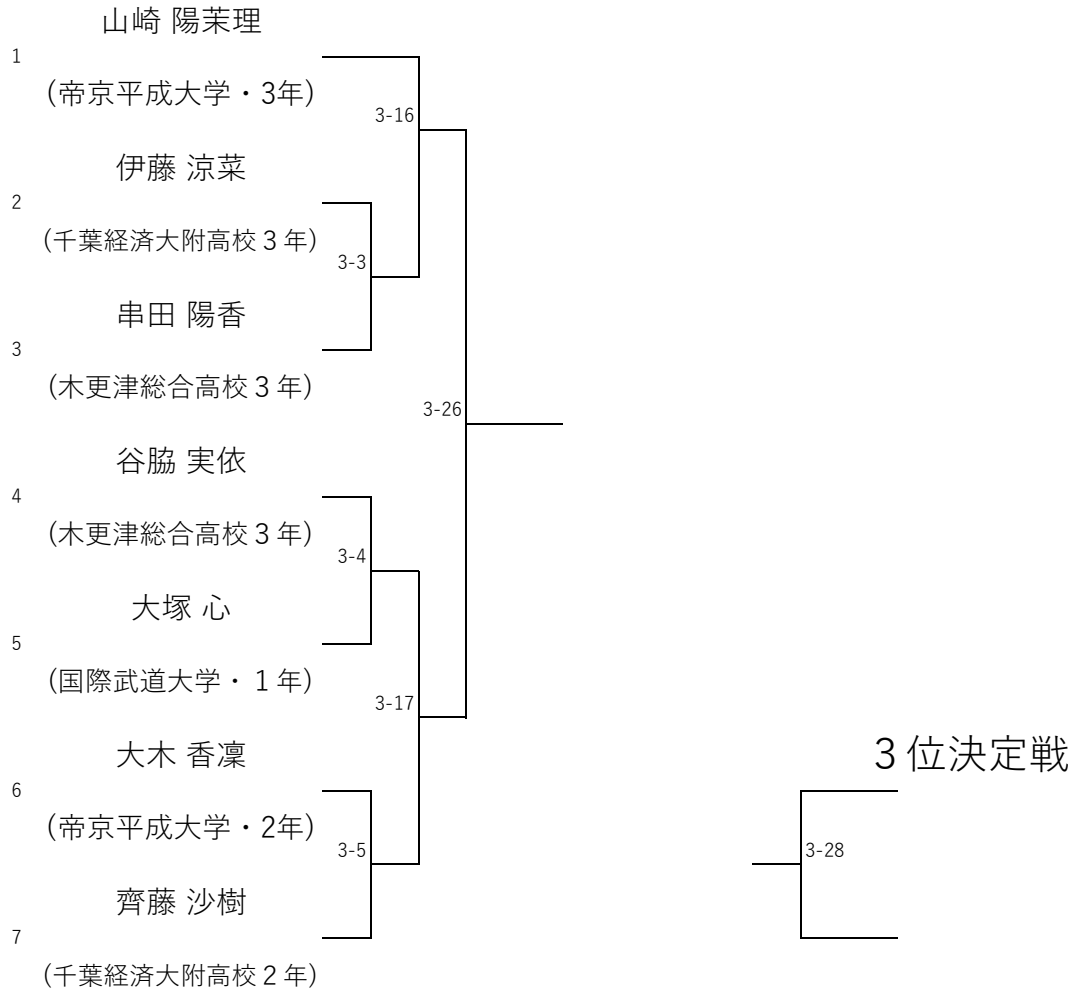 山崎 陽茉理
1
(帝京平成大学・3年)
3-16
伊藤 涼菜
2
(千葉経済大附高校３年)
3-3
串田 陽香
3
(木更津総合高校３年)
3-26
谷脇 実依
4
(木更津総合高校３年)
3-4
大塚 心
5
(国際武道大学・１年)
3-17
大木 香凜
３位決定戦
6
(帝京平成大学・2年)
3-5
3-28
齊藤 沙樹
7
(千葉経済大附高校２年)